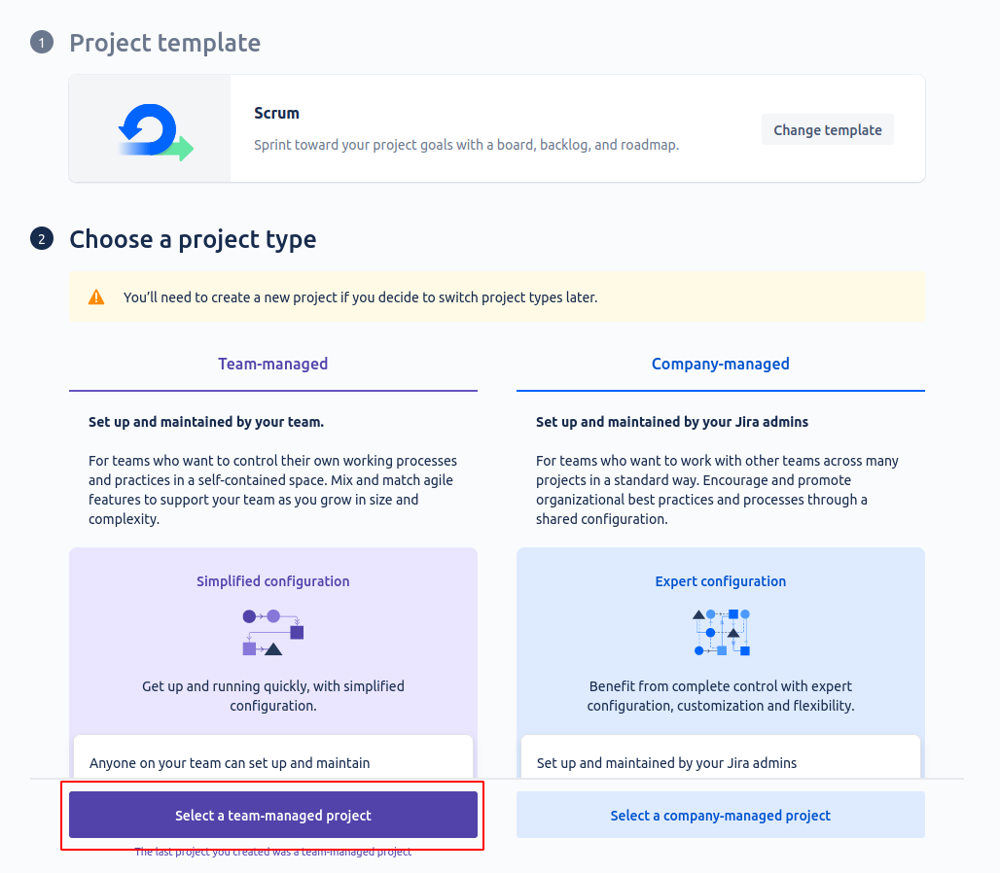 1 Project template
Scrum
Sprint toward your project goals with a board, backlog, and roadmap.
Change template
2 Choose a project type
You’ll need to create a new project if you decide to switch project types later.
Team-managed
Set up and maintained by your team.
For teams who want to control their own working processes
and practices in a self-contained space. Mix and match agile
features to support your team as you grow in size and
complexity.
Simplified configuration
Get up and running quickly, with simplified
configuration.
Anyone on your team can set up and maintain
Select a team-managed project
The last project you created was a team-managed project
Company-managed
Set up and maintained by your Jira admins
For teams who want to work with other teams across many
projects in a standard way. Encourage and promote
organizational best practices and processes through a
shared configuration.
Expert configuration
Benefit from complete control with expert
configuration, customization and flexibility.
Set up and maintained by your Jira admins
Select a company-managed project